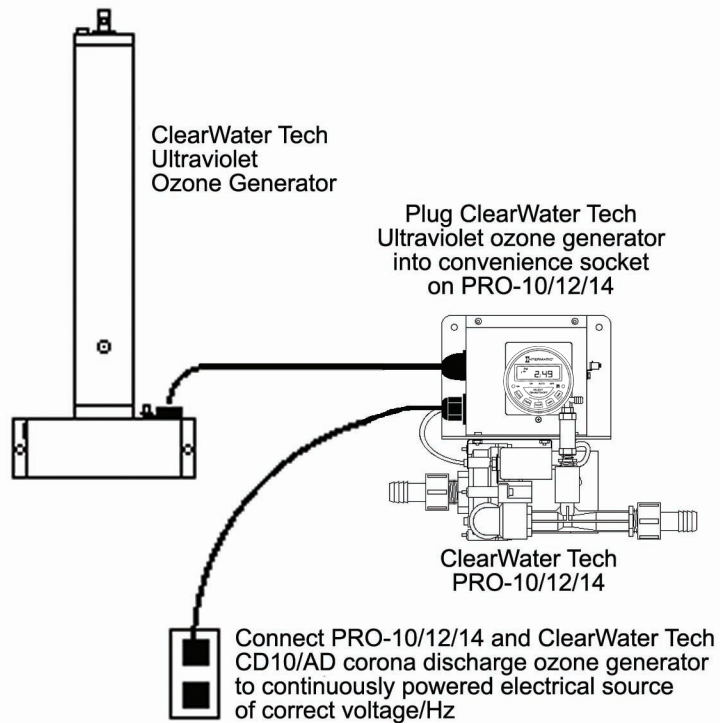 ClearWater Tech
Ultraviolet
Ozone Generator
Plug ClearWater Tech
Ultraviolet ozone generator
into convenience socket
on PRO-10/12/14
INTERMATIC
2:49
ClearWater Tech
PRO-10/12/14
Connect PRO-10/12/14 and ClearWater Tech
CD10/AD corona discharge ozone generator
to continuously powered electrical source
of correct voltage/Hz